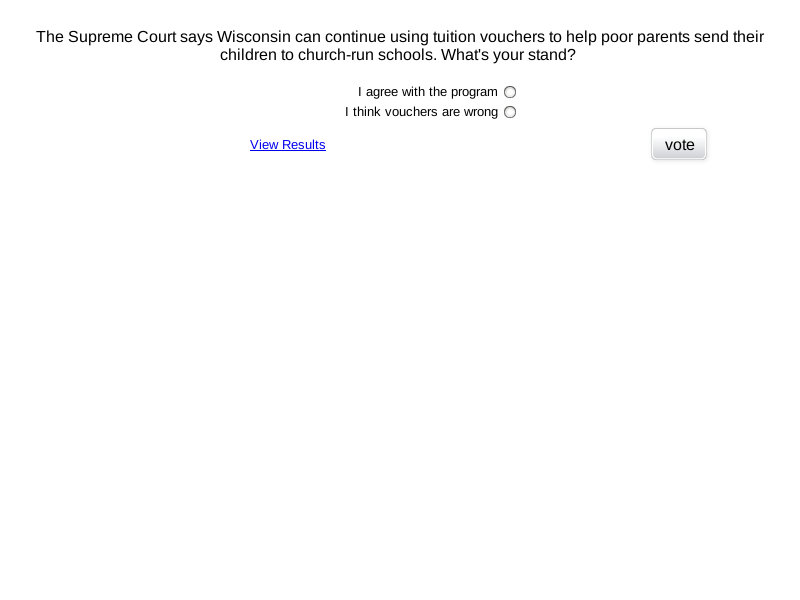 The Supreme Court says Wisconsin can continue using tuition vouchers to help poor parents send their
children to church-run schools. What's your stand?
I agree with the program
I think vouchers are wrong
View Results
vote